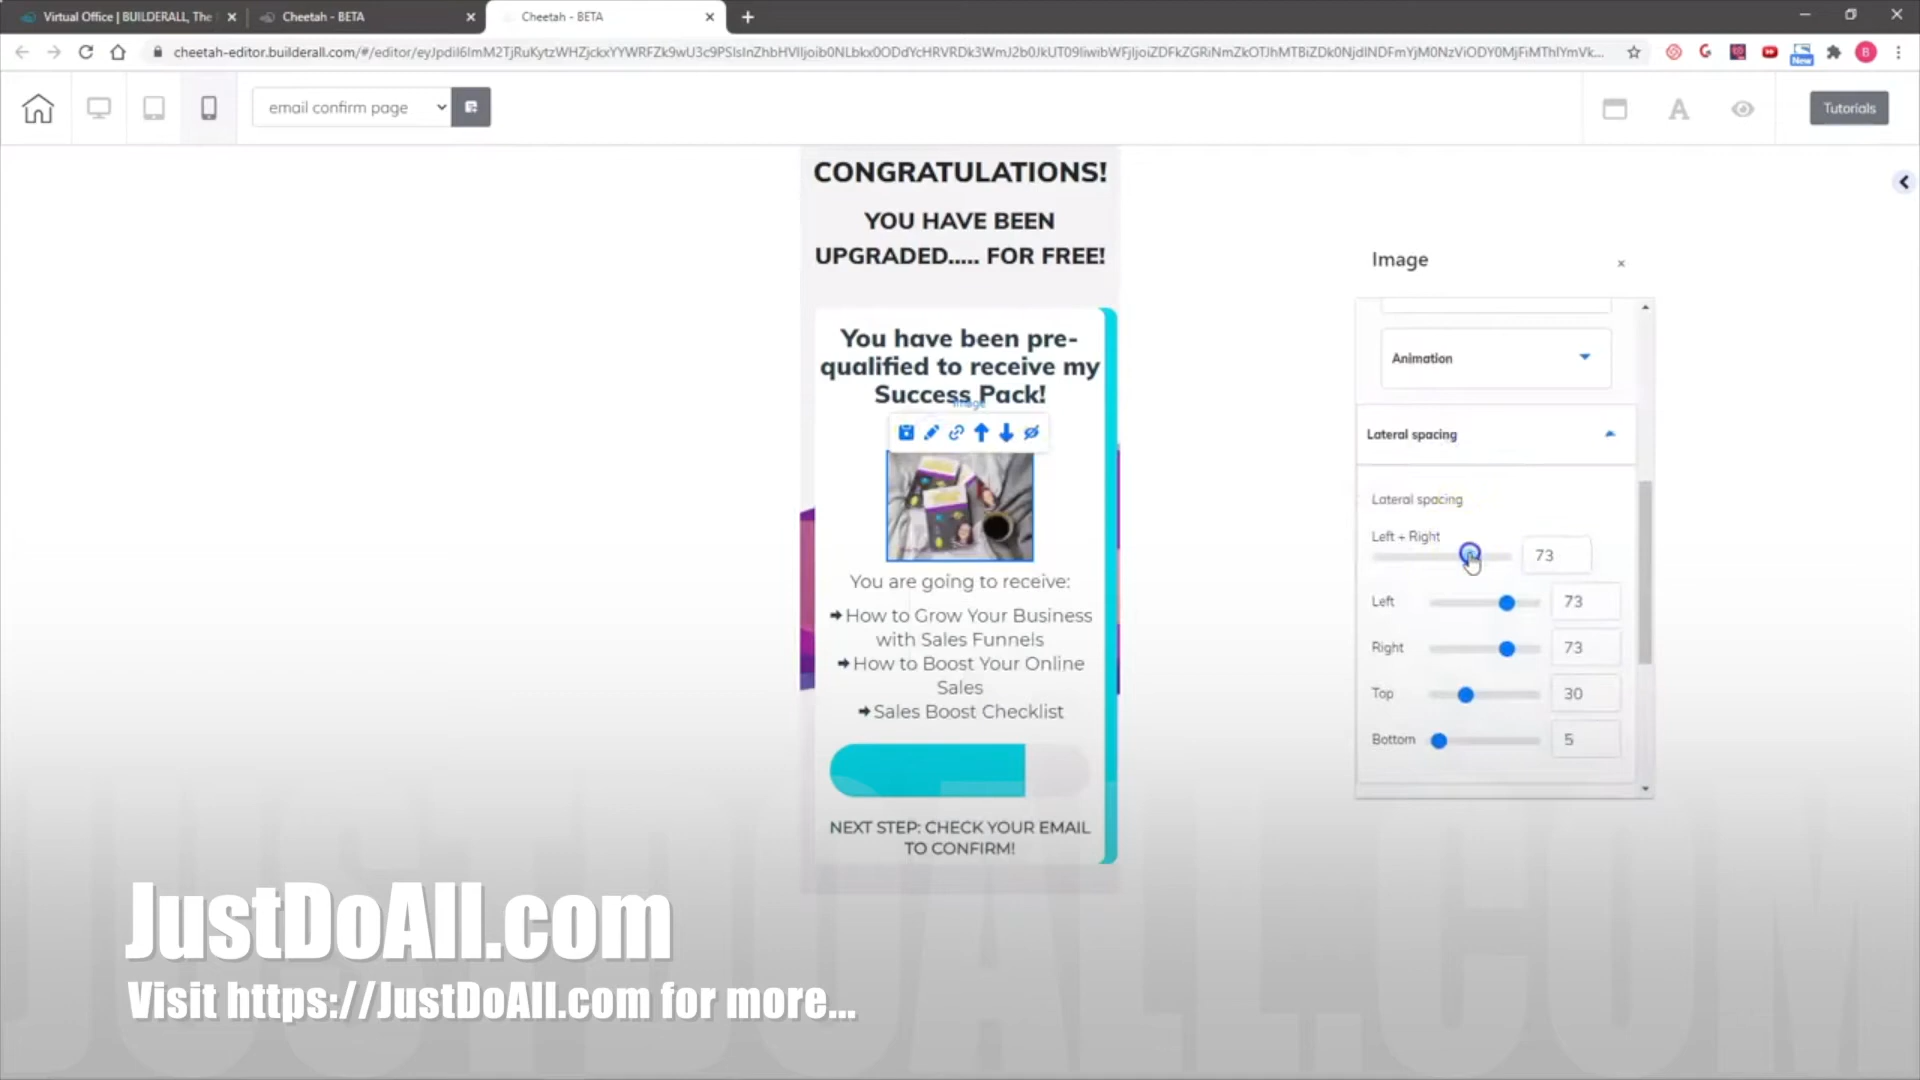 Virtual Office | BUILDERALL, The
Cheetah - BETA
Cheetah - BETA
New
B
email confirm page
A
Tutorials
CONGRATULATIONS!
YOU HAVE BEEN
UPGRADED..... FOR FREE!
You have been pre-
qualified to receive my
Success Pack!
Image
You are going to receive:
➡How to Grow Your Business
with Sales Funnels
➡How to Boost Your Online
Sales
➡Sales Boost Checklist
NEXT STEP: CHECK YOUR EMAIL
TO CONFIRM!
Image
Animation
Lateral spacing
Lateral spacing
Left + Right
73
Left
73
Right
73
Top
30
Bottom
5
JUSTDOALL.COM
JustDoAll.com
Visit https://JustDoAll.com for more...